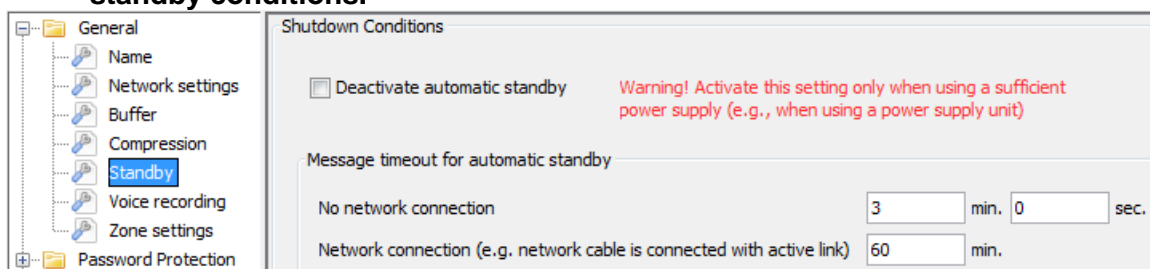 standby conditions.
General
Name
Network settings
Buffer
Compression
Standby
Voice recording
Zone settings
Password Protection
Shutdown Conditions
Deactivate automatic standby
Warning! Activate this setting only when using a sufficient
power supply (e.g., when using a power supply unit)
Message timeout for automatic standby
No network connection 3 min. 0 sec.
Network connection (e.g. network cable is connected with active link) 60 min.